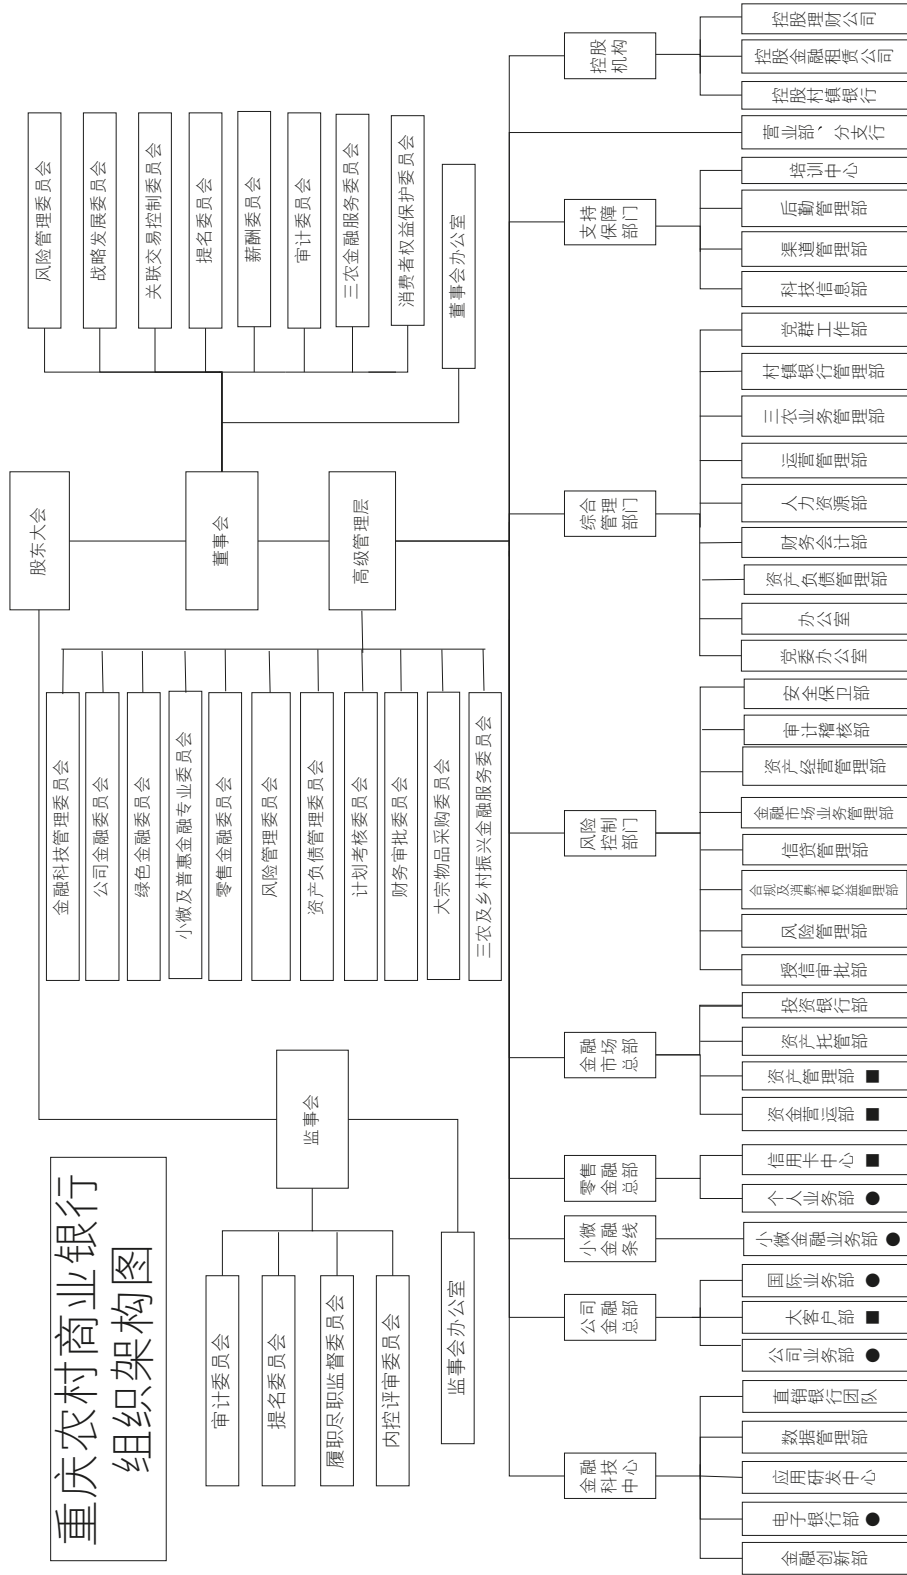 重庆农村商业银行
组织架构图
股东大会
董事会
高级管理层
监事会
审计委员会
提名委员会
履职尽职监督委员会
内控评审委员会
监事会办公室
金融科技管理委员会
公司金融委员会
绿色金融委员会
小微及普惠金融专业委员会
零售金融委员会
风险管理委员会
资产负债管理委员会
计划考核委员会
财务审批委员会
大宗物品采购委员会
三农及乡村振兴金融服务委员会
风险管理委员会
战略发展委员会
关联交易控制委员会
提名委员会
薪酬委员会
审计委员会
三农金融服务委员会
消费者权益保护委员会
董事会办公室
金融
科技
中心
公司
金融
总部
小微
金融
条线
零售
金融
总部
金融
市场
总部
风险
控制
部门
综合
管理
部门
支持
保障
部门
控股
机构
金融创新部
电子银行部 ●
应用研发中心
数据管理部
直销银行团队
公司业务部 ●
大客户部 ■
国际业务部 ●
小微金融业务部 ●
个人业务部 ●
信用卡中心 ■
资金营运部 ■
资产管理部 ■
资产托管部
投资银行部
授信审批部
风险管理部
合规及消费者权益管理部
信贷管理部
金融市场业务管理部
资产经营管理部
审计稽核部
安全保卫部
党委办公室
办公室
资产负债管理部
财务会计部
人力资源部
运营管理部
三农业务管理部
村镇银行管理部
党群工作部
科技信息部
渠道管理部
后勤管理部
培训中心
营业部、分支行
控股村镇银行
控股金融租赁公司
控股理财公司